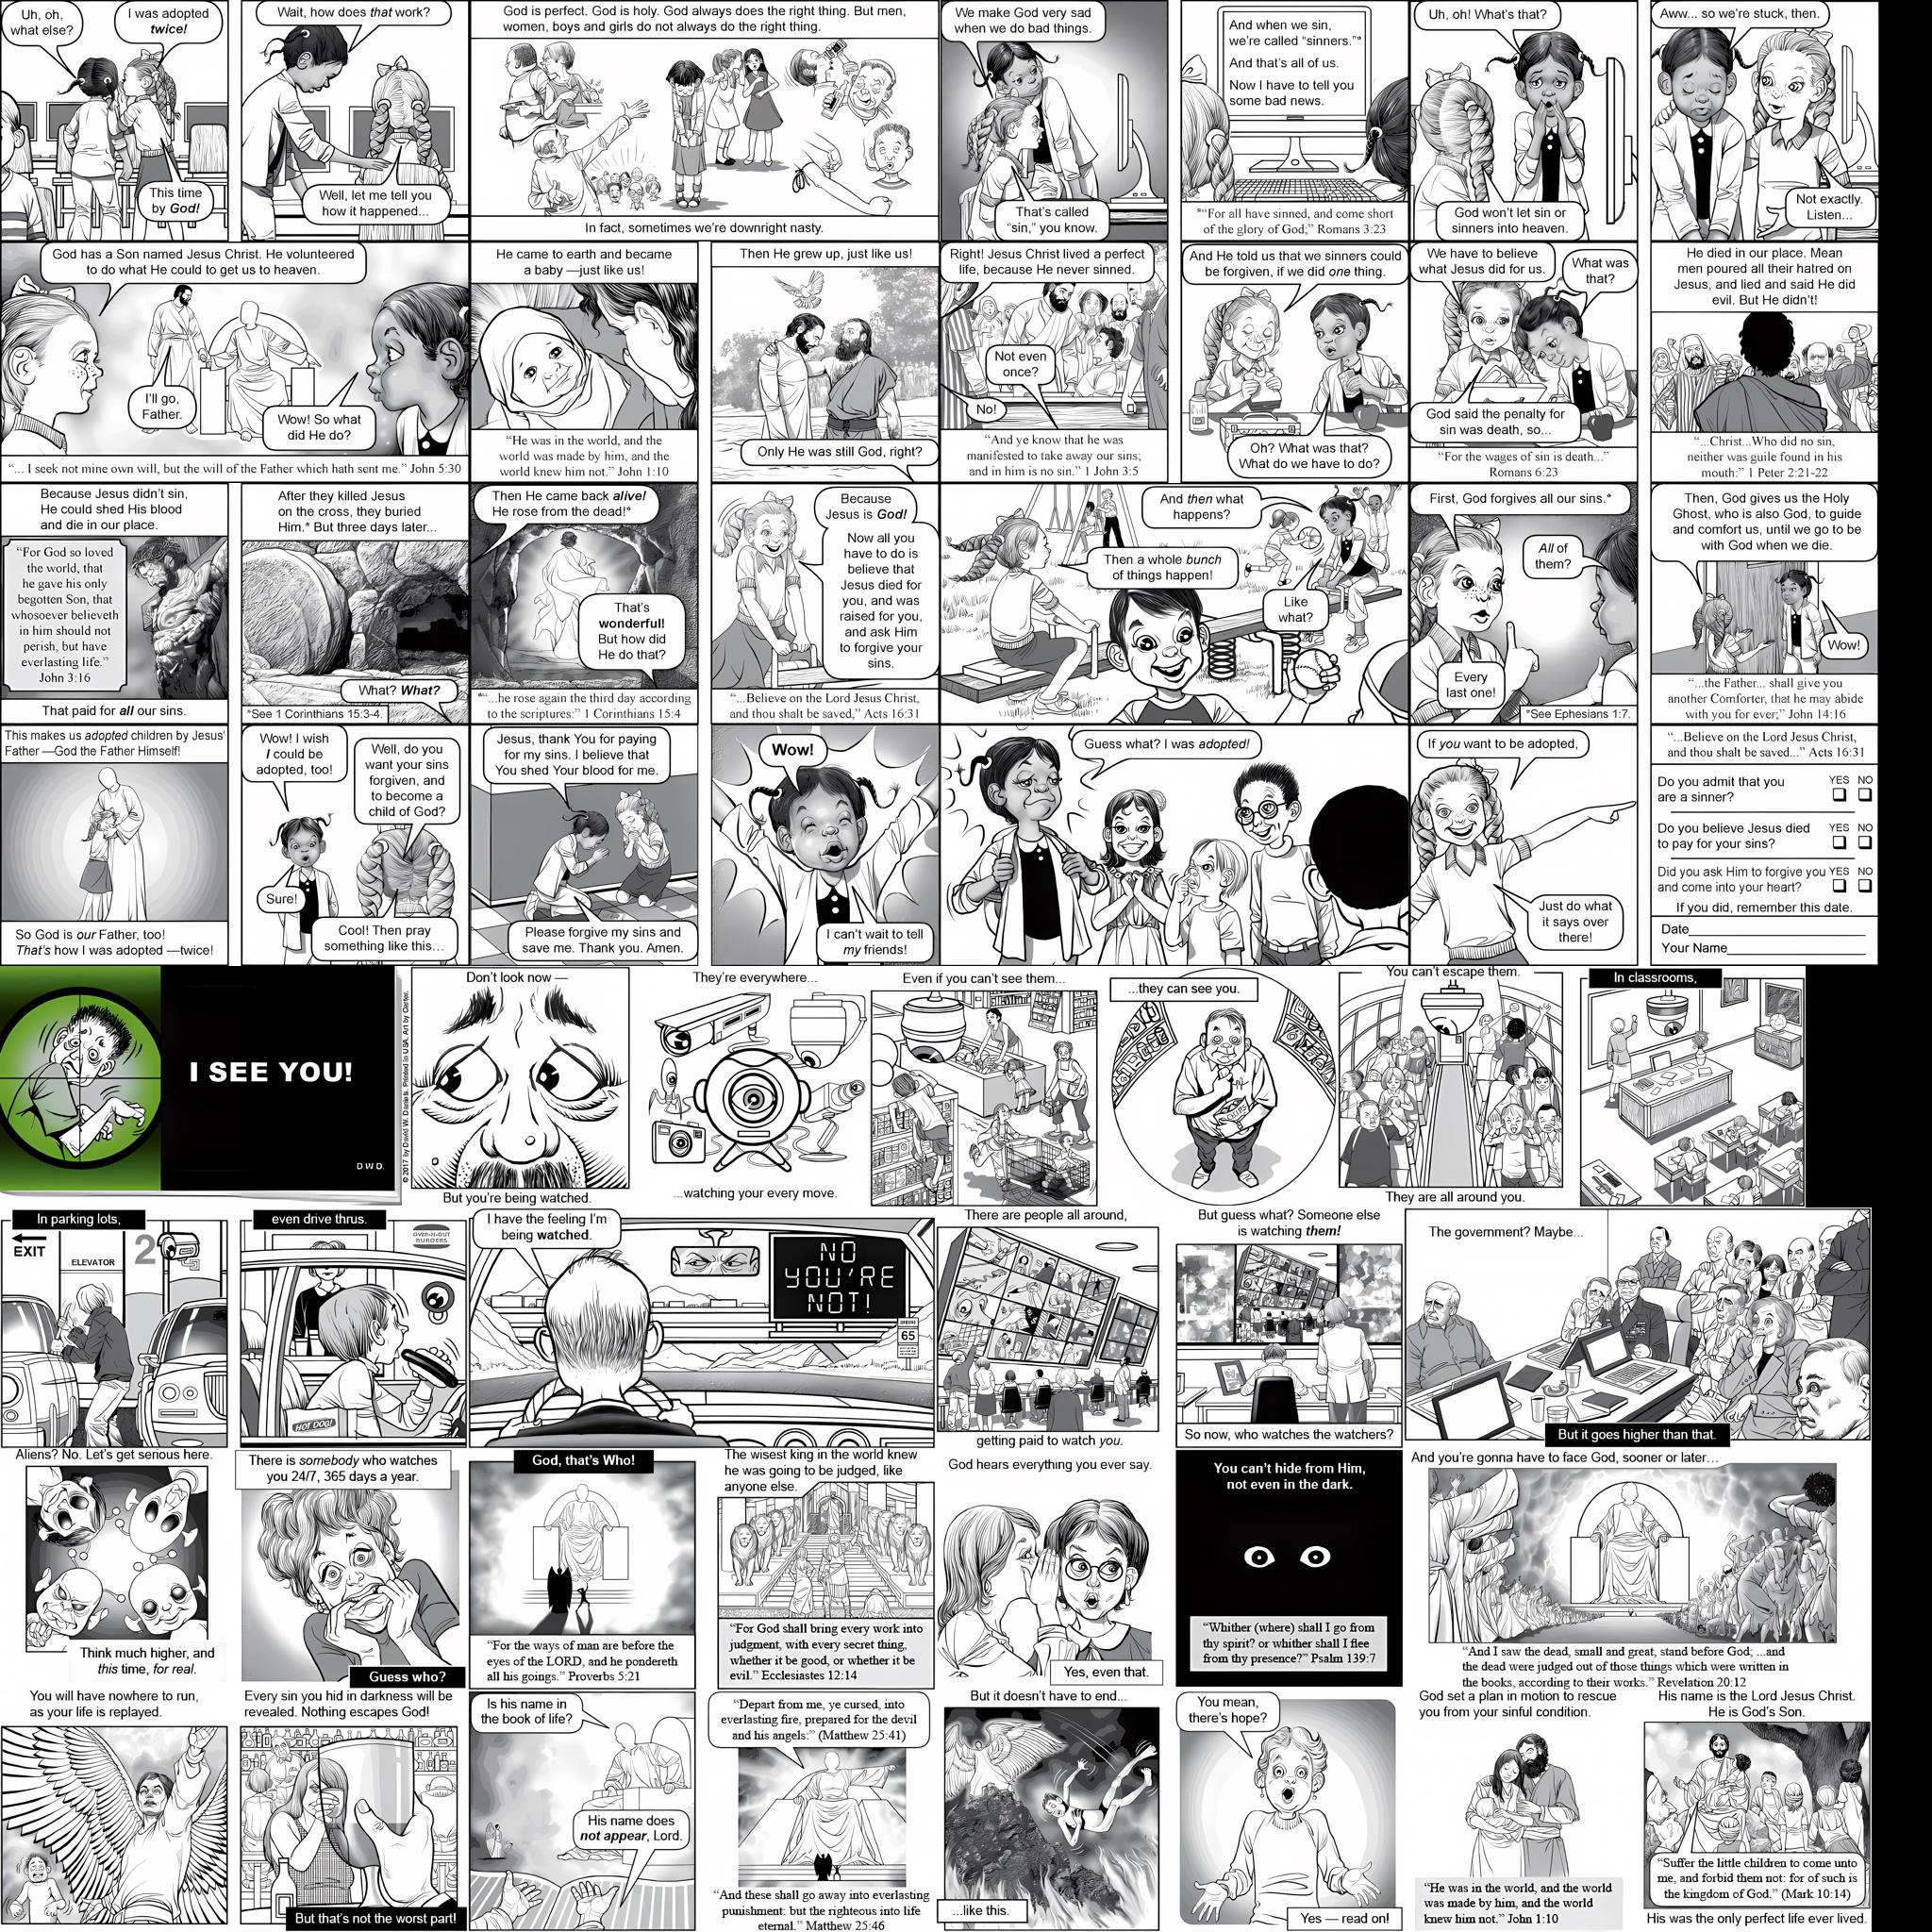 Uh, oh,
what else?
I was adopted
twice!
This time
by God!
Wait, how does that work?
Well, let me tell you
how it happened...
God is perfect. God is holy. God always does the right thing. But men,
women, boys and girls do not always do the right thing.
In fact, sometimes we're downright nasty.
We make God very sad
when we do bad things.
That's called
“sin,” you know.
And when we sin,
we're called “sinners.”*
And that's all of us.
Now I have to tell you
some bad news.
*“For all have sinned, and come short
of the glory of God;” Romans 3:23
Uh, oh! What's that?
God won't let sin or
sinners into heaven.
Aww... so we're stuck, then.
Not exactly.
Listen...
God has a Son named Jesus Christ. He volunteered
to do what He could to get us to heaven.
I'll go,
Father.
Wow! So what
did He do?
“... I seek not mine own will, but the will of the Father which hath sent me.” John 5:30
He came to earth and became
a baby —just like us!
“He was in the world, and the
world was made by him, and the
world knew him not.” John 1:10
Then He grew up, just like us!
Only He was still God, right?
Right! Jesus Christ lived a perfect
life, because He never sinned.
Not even
once?
No!
“And ye know that he was
manifested to take away our sins;
and in him is no sin.” 1 John 3:5
And He told us that we sinners could
be forgiven, if we did one thing.
Oh? What was that?
What do we have to do?
We have to believe
what Jesus did for us.
What was
that?
God said the penalty for
sin was death, so...
“For the wages of sin is death...”
Romans 6:23
He died in our place. Mean
men poured all their hatred on
Jesus, and lied and said He did
evil. But He didn't!
“...Christ...Who did no sin,
neither was guile found in his
mouth:” 1 Peter 2:21-22
Because Jesus didn't sin,
He could shed His blood
and die in our place.
“For God so loved
the world, that
he gave his only
begotten Son, that
whosoever believeth
in him should not
perish, but have
everlasting life.”
John 3:16
That paid for all our sins.
After they killed Jesus
on the cross, they buried
Him.* But three days later...
What? What?
*See 1 Corinthians 15:3-4.
Then He came back alive!
He rose from the dead!*
That's
wonderful!
But how did
He do that?
*“...he rose again the third day according
to the scriptures:” 1 Corinthians 15:4
Because
Jesus is God!
Now all you
have to do is
believe that
Jesus died for
you, and was
raised for you,
and ask Him
to forgive your
sins.
“...Believe on the Lord Jesus Christ,
and thou shalt be saved,” Acts 16:31
And then what
happens?
Then a whole bunch
of things happen!
Like
what?
First, God forgives all our sins.*
All of
them?
Every
last one!
*See Ephesians 1:7.
Then, God gives us the Holy
Ghost, who is also God, to guide
and comfort us, until we go to be
with God when we die.
Wow!
“...the Father... shall give you
another Comforter, that he may abide
with you for ever;” John 14:16
This makes us adopted children by Jesus'
Father —God the Father Himself!
So God is our Father, too!
That's how I was adopted —twice!
Wow! I wish
I could be
adopted, too!
Well, do you
want your sins
forgiven, and
to become a
child of God?
Sure!
Cool! Then pray
something like this...
Jesus, thank You for paying
for my sins. I believe that
You shed Your blood for me.
Please forgive my sins and
save me. Thank you. Amen.
Wow!
I can't wait to tell
my friends!
Guess what? I was adopted!
If you want to be adopted,
Just do what
it says over
there!
“...Believe on the Lord Jesus Christ,
and thou shalt be saved...” Acts 16:31
Do you admit that you
are a sinner?
YES NO
Do you believe Jesus died
to pay for your sins?
YES NO
Did you ask Him to forgive you
and come into your heart?
YES NO
If you did, remember this date.
Date
Your Name
I SEE YOU!
D W D.
© 2017 by David W. Daniels. Printed in USA. Art by Carter.
Don't look now —
But you're being watched.
They're everywhere...
...watching your every move.
Even if you can't see them...
...they can see you.
You can't escape them.
They are all around you.
In classrooms,
In parking lots,
EXIT
ELEVATOR
2
even drive thrus.
OVER-N-OUT
BURGERS
HOT DOG!
I have the feeling I'm
being watched.
NO
YOU'RE
NOT!
65
There are people all around,
getting paid to watch you.
But guess what? Someone else
is watching them!
So now, who watches the watchers?
The government? Maybe...
But it goes higher than that.
Aliens? No. Let's get serious here.
Think much higher, and
this time, for real.
There is somebody who watches
you 24/7, 365 days a year.
Guess who?
God, that's Who!
“For the ways of man are before the
eyes of the LORD, and he pondereth
all his goings.” Proverbs 5:21
The wisest king in the world knew
he was going to be judged, like
anyone else.
“For God shall bring every work into
judgment, with every secret thing,
whether it be good, or whether it be
evil.” Ecclesiastes 12:14
God hears everything you ever say.
Yes, even that.
You can't hide from Him,
not even in the dark.
“Whither (where) shall I go from
thy spirit? or whither shall I flee
from thy presence?” Psalm 139:7
And you're gonna have to face God, sooner or later...
“And I saw the dead, small and great, stand before God; ...and
the dead were judged out of those things which were written in
the books, according to their works.” Revelation 20:12
You will have nowhere to run,
as your life is replayed.
Every sin you hid in darkness will be
revealed. Nothing escapes God!
But that's not the worst part!
Is his name in
the book of life?
His name does
not appear, Lord.
“Depart from me, ye cursed, into
everlasting fire, prepared for the devil
and his angels:” (Matthew 25:41)
“And these shall go away into everlasting
punishment: but the righteous into life
eternal.” Matthew 25:46
But it doesn't have to end...
...like this.
You mean,
there's hope?
Yes — read on!
God set a plan in motion to rescue
you from your sinful condition.
“He was in the world, and the world
was made by him, and the world
knew him not.” John 1:10
His name is the Lord Jesus Christ.
He is God's Son.
“Suffer the little children to come unto
me, and forbid them not: for of such is
the kingdom of God.” (Mark 10:14)
His was the only perfect life ever lived.